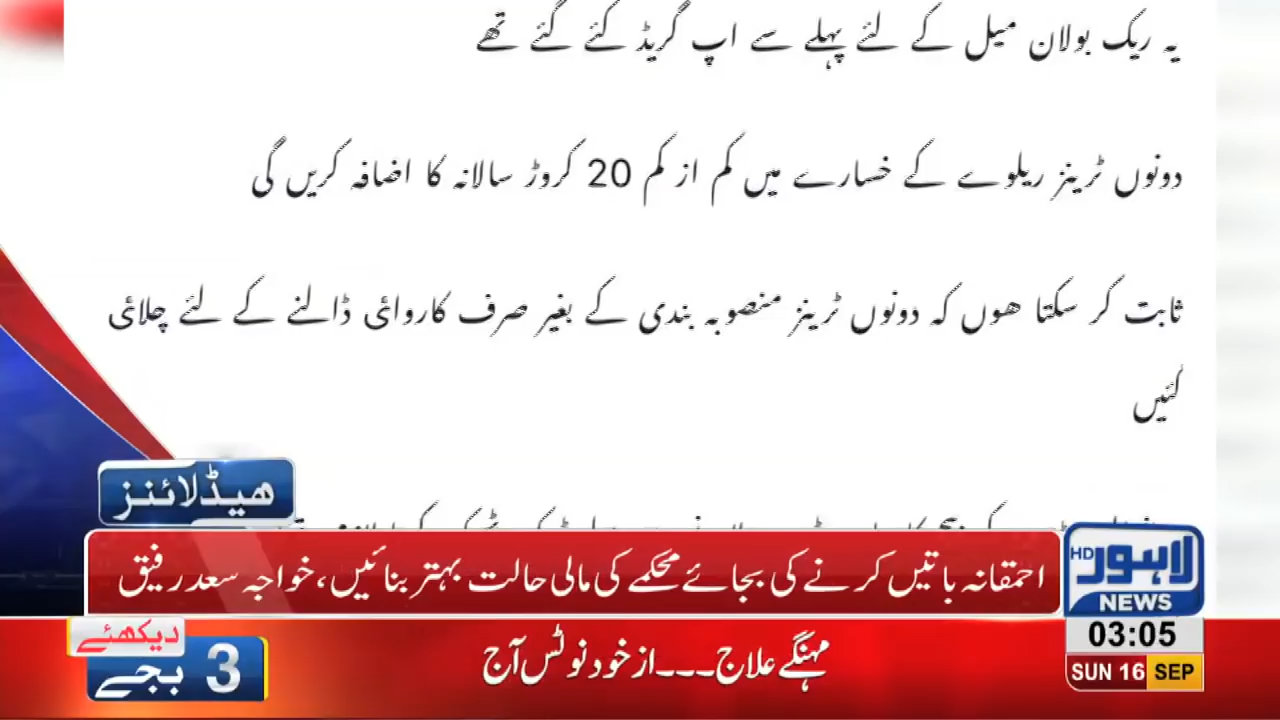 یہ ریک بولان میل کے لئے پہلے سے اپ گریڈ کئے گئے تھے
دونوں ٹرینز ریلوے کے خسارے میں کم از کم 20 کروڑ سالانہ کا اضافہ کریں گی
ثابت کر سکتا ھوں کہ دونوں ٹرینز منصوبہ بندی کے بغیر صرف کاروائی ڈالنے کے لئے چلائی
گئیں
ھیڈلائنز
احمقانہ باتیں کرنے کی بجائے محکمے کی مالی حالت بہتر بنائیں، خواجہ سعد رفیق
HD لاہور
NEWS
دیکھئے
3 بجے
مہنگے علاج۔۔۔از خود نوٹس آج
03:05
SUN 16 SEP